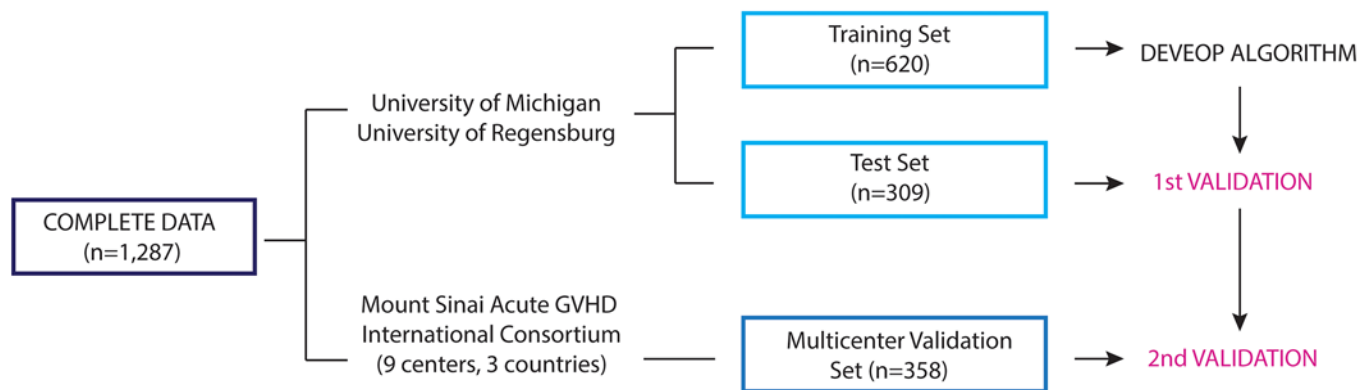 Training Set
(n=620)
DEVEOP ALGORITHM
University of Michigan
University of Regensburg
Test Set
(n=309)
1st VALIDATION
COMPLETE DATA
(n=1,287)
Mount Sinai Acute GVHD
International Consortium
(9 centers, 3 countries)
Multicenter Validation
Set (n=358)
2nd VALIDATION